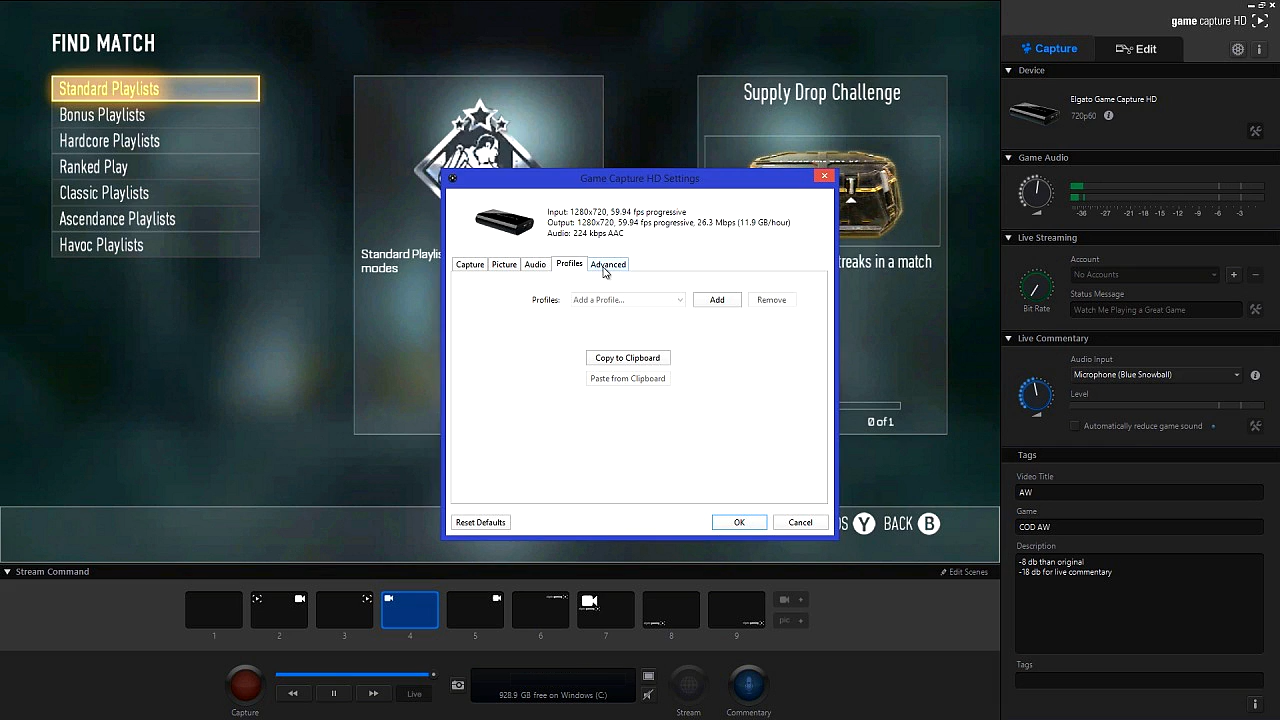 FIND MATCH
Standard Playlists
Bonus Playlists
Hardcore Playlists
Ranked Play
Classic Playlists
Ascendance Playlists
Havoc Playlists
Standard Playlis
modes
Supply Drop Challenge
reaks in a match
0 of 1
BACK B
Y
Game Capture HD Settings
Input: 1280x720, 59.94 fps progressive
Output: 1280x720, 59.94 fps progressive, 26.3 Mbps (11.9 GB/hour)
Audio: 224 kbps AAC
Capture Picture Audio Profiles Advanced
Profiles: Add a Profile... Add Remove
Copy to Clipboard
Paste from Clipboard
Reset Defaults OK Cancel
game capture HD
Capture Edit
Device
Elgato Game Capture HD
720p60
Game Audio
-36 -21 -18 -15 -12 -9 -6 -3
Live Streaming
Account
No Accounts
Status Message
Watch Me Playing a Great Game
Bit Rate
Live Commentary
Audio Input
Microphone (Blue Snowball)
Level
Automatically reduce game sound
Tags
Video Title
AW
Game
COD AW
Description
-8 db than original
-18 db for live commentary
Tags
Stream Command Edit Scenes
1 2 3 4 5 6 7 8 9
Live
928.9 GB free on Windows (C:)
Capture Stream Commentary